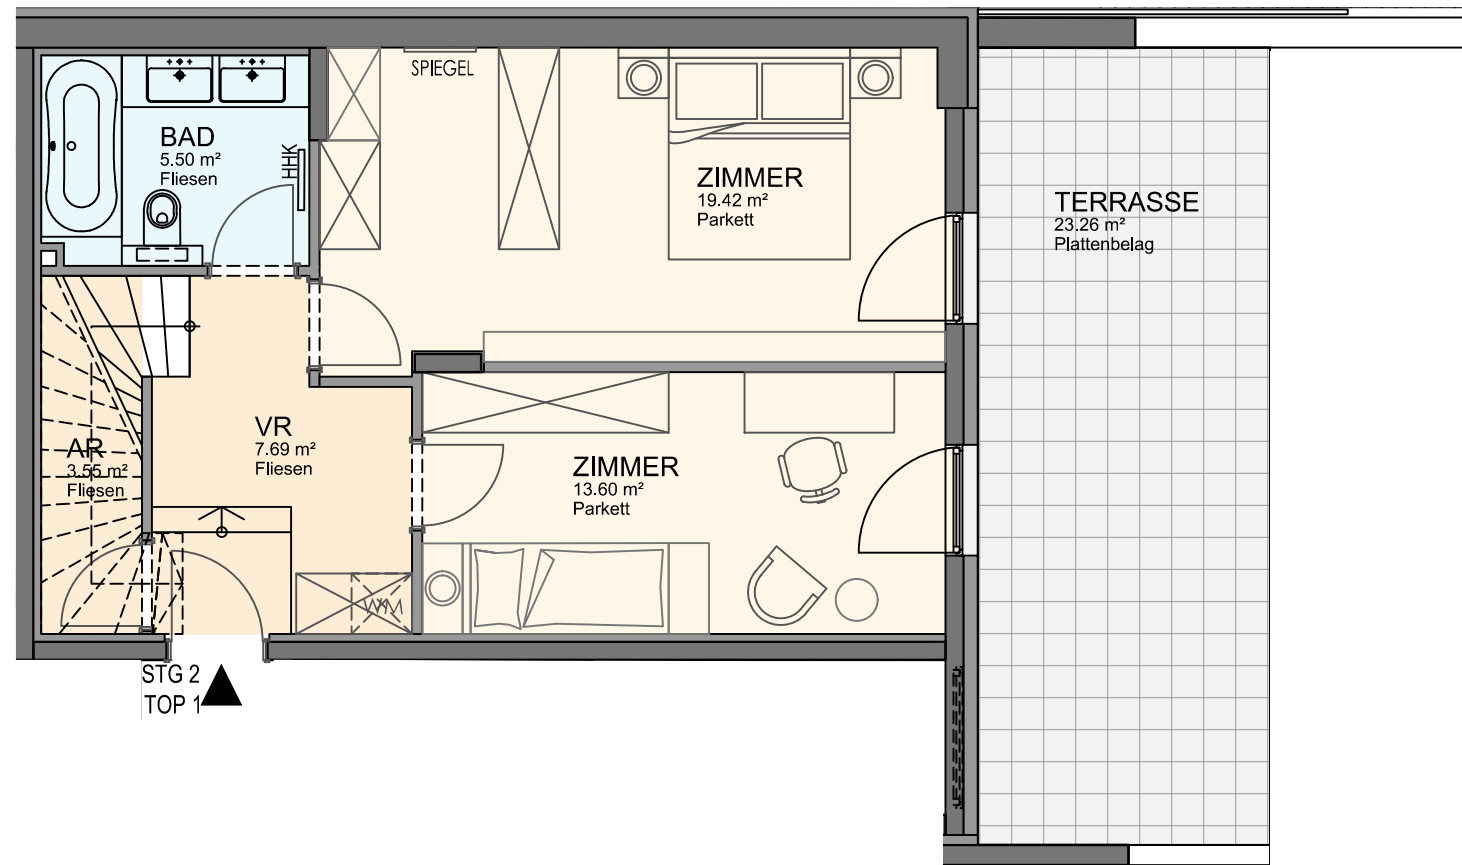 SPIEGEL
BAD
5.50 m²
Fliesen
HHK
ZIMMER
19.42 m²
Parkett
TERRASSE
23.26 m²
Plattenbelag
VR
7.69 m²
Fliesen
AR
3.55 m²
Fliesen
ZIMMER
13.60 m²
Parkett
WM
STG 2
TOP 1